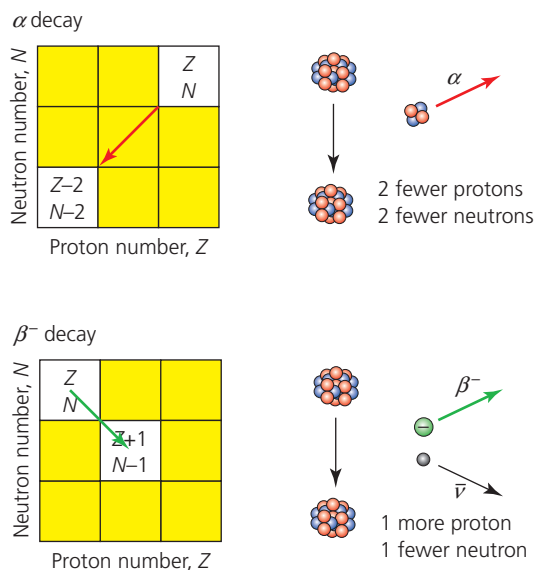 α decay
Neutron number, N
Z
N
Z–2
N–2
Proton number, Z
α
2 fewer protons
2 fewer neutrons
β– decay
Neutron number, N
Z
N
Z+1
N–1
Proton number, Z
β–
–
ν̄
1 more proton
1 fewer neutron